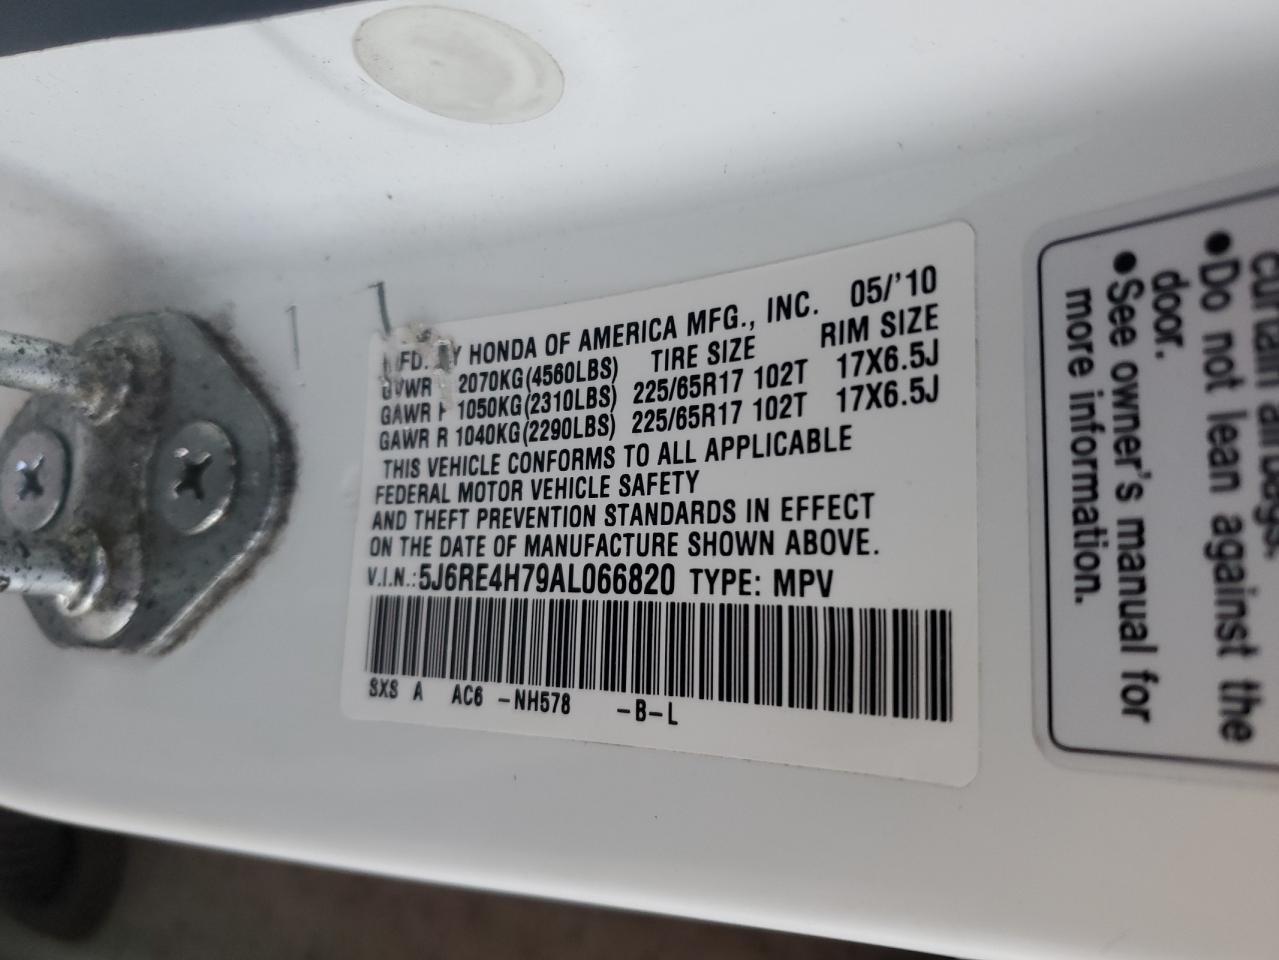 MFD. BY HONDA OF AMERICA MFG., INC. 05/'10
GVWR 2070KG(4560LBS) TIRE SIZE RIM SIZE
GAWR F 1050KG(2310LBS) 225/65R17 102T 17X6.5J
GAWR R 1040KG(2290LBS) 225/65R17 102T 17X6.5J
THIS VEHICLE CONFORMS TO ALL APPLICABLE
FEDERAL MOTOR VEHICLE SAFETY
AND THEFT PREVENTION STANDARDS IN EFFECT
ON THE DATE OF MANUFACTURE SHOWN ABOVE.
V.I.N.:5J6RE4H79AL066820 TYPE: MPV
SXS A AC6 -NH578 -B-L
curtain airbags.
●Do not lean against the
door.
●See owner's manual for
more information.